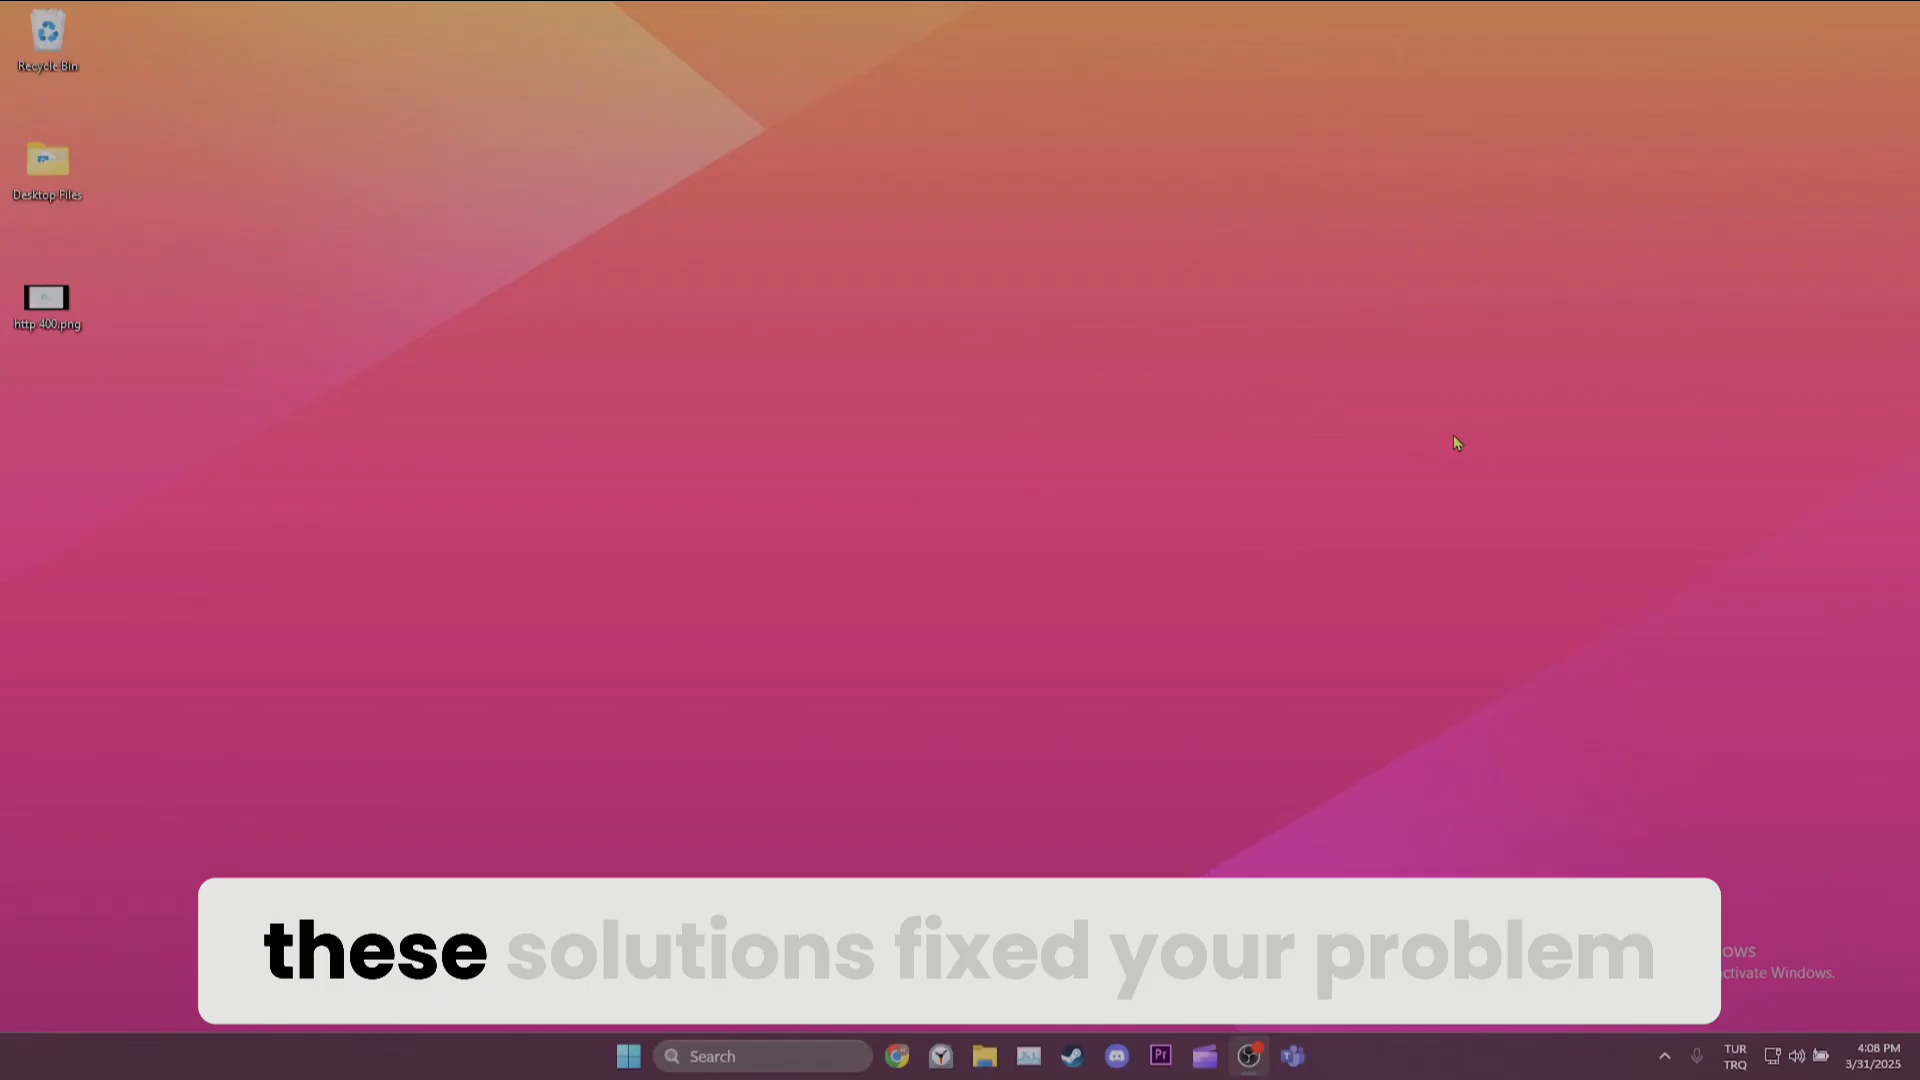 Recycle Bin
Desktop Files
http 400.png
these solutions fixed your problem
ows
ctivate Windows.
Search
Pr
TUR
TRQ
4:08 PM
3/31/2025